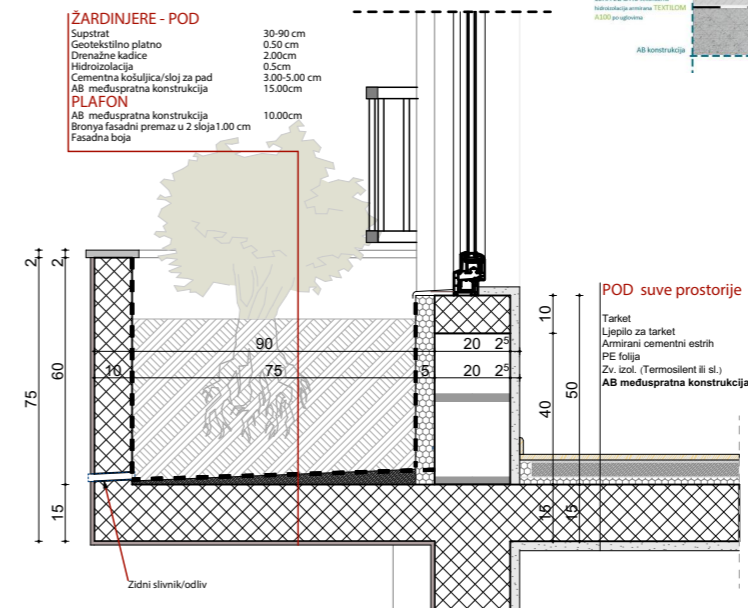 ŽARDINJERE - POD
Supstrat 30-90 cm
Geotekstilno platno 0.50 cm
Drenažne kadice 2.00cm
Hidroizolacija 0.5cm
Cementna košuljica/sloj za pad 3.00-5.00 cm
AB međuspratna konstrukcija 15.00cm
PLAFON
AB međuspratna konstrukcija 10.00cm
Bronya fasadni premaz u 2 sloja 1.00 cm
Fasadna boja
hidroizolacija armirana TEXTILOM
A100 po uglovima
AB konstrukcija
POD suve prostorije
Tarket
Ljepilo za tarket
Armirani cementni estrih
PE folija
Zv. izol. (Termosilent ili sl.)
AB međuspratna konstrukcija
2 2
90 20 2⁵
10 75 5 20 2⁵
75 60 10 40 50
15 15 15
Zidni slivnik/odliv